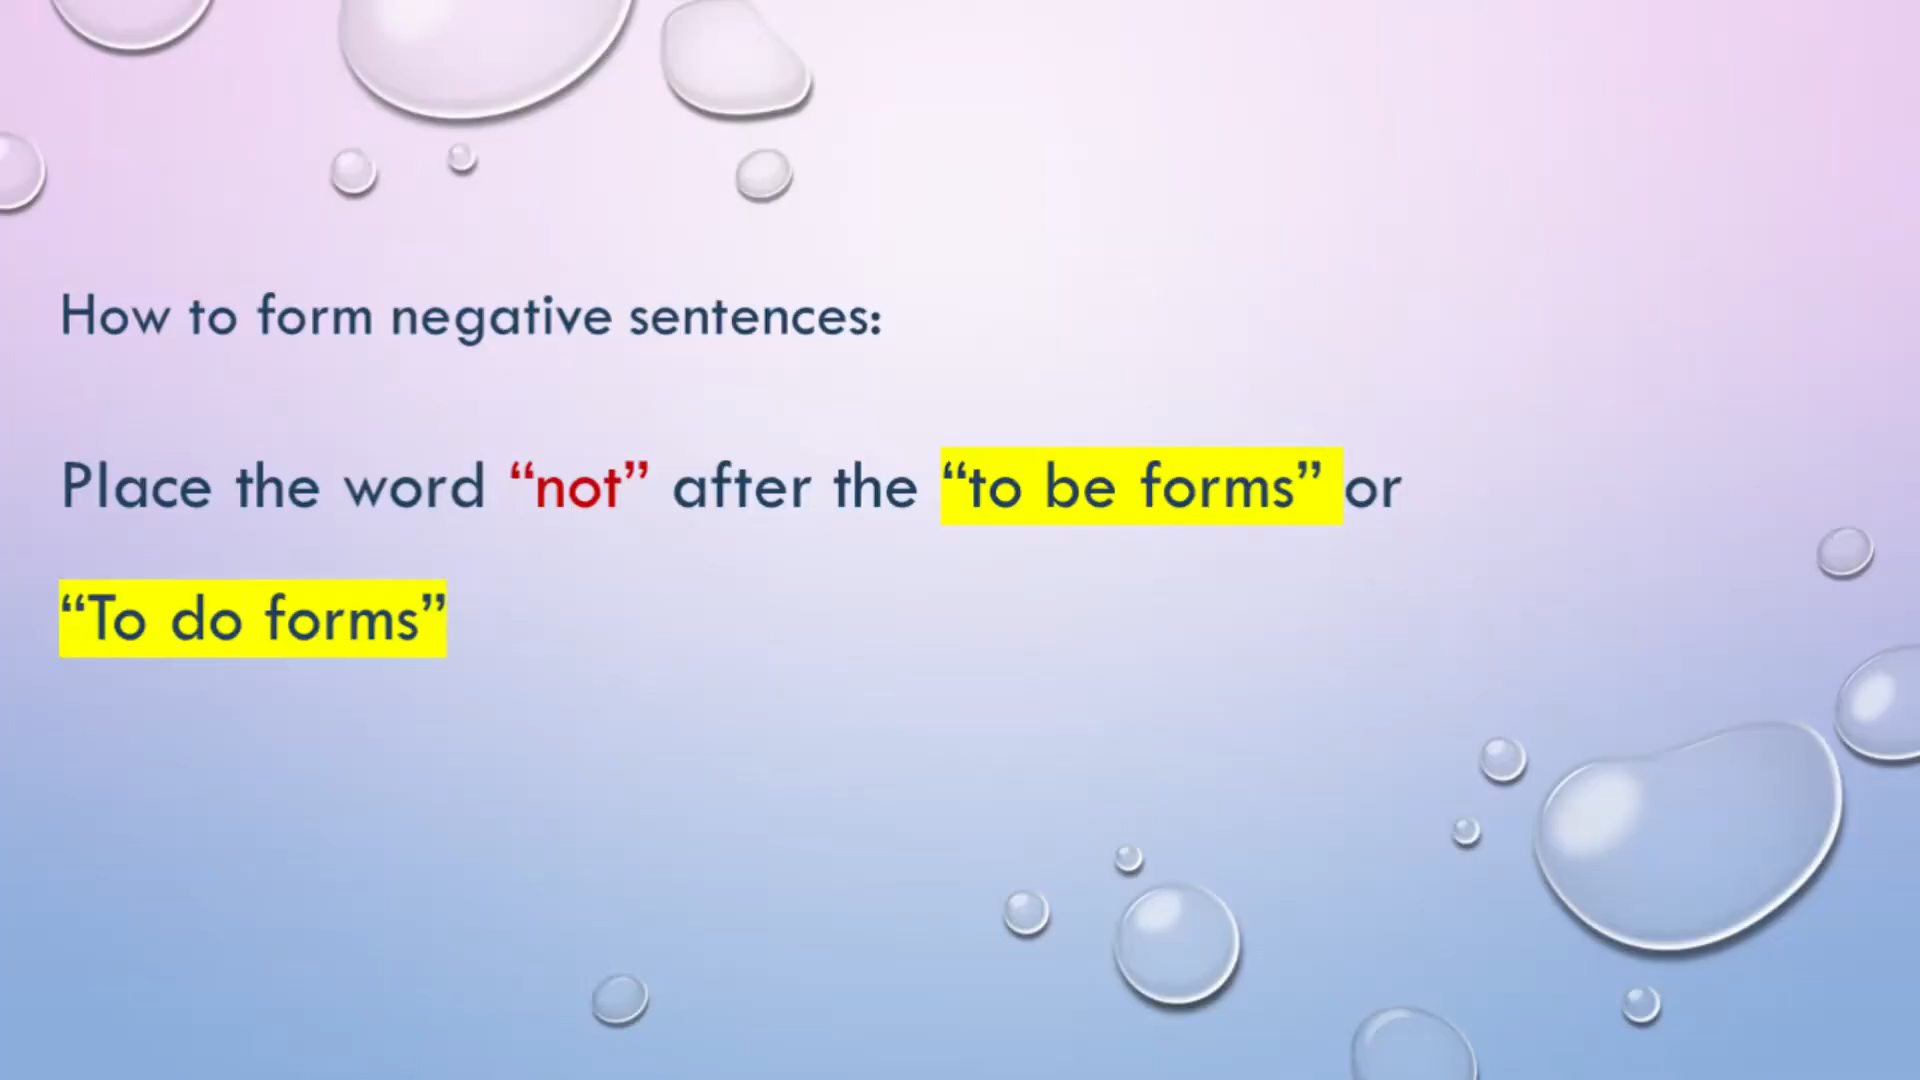 How to form negative sentences:
Place the word “not” after the “to be forms” or
“To do forms”